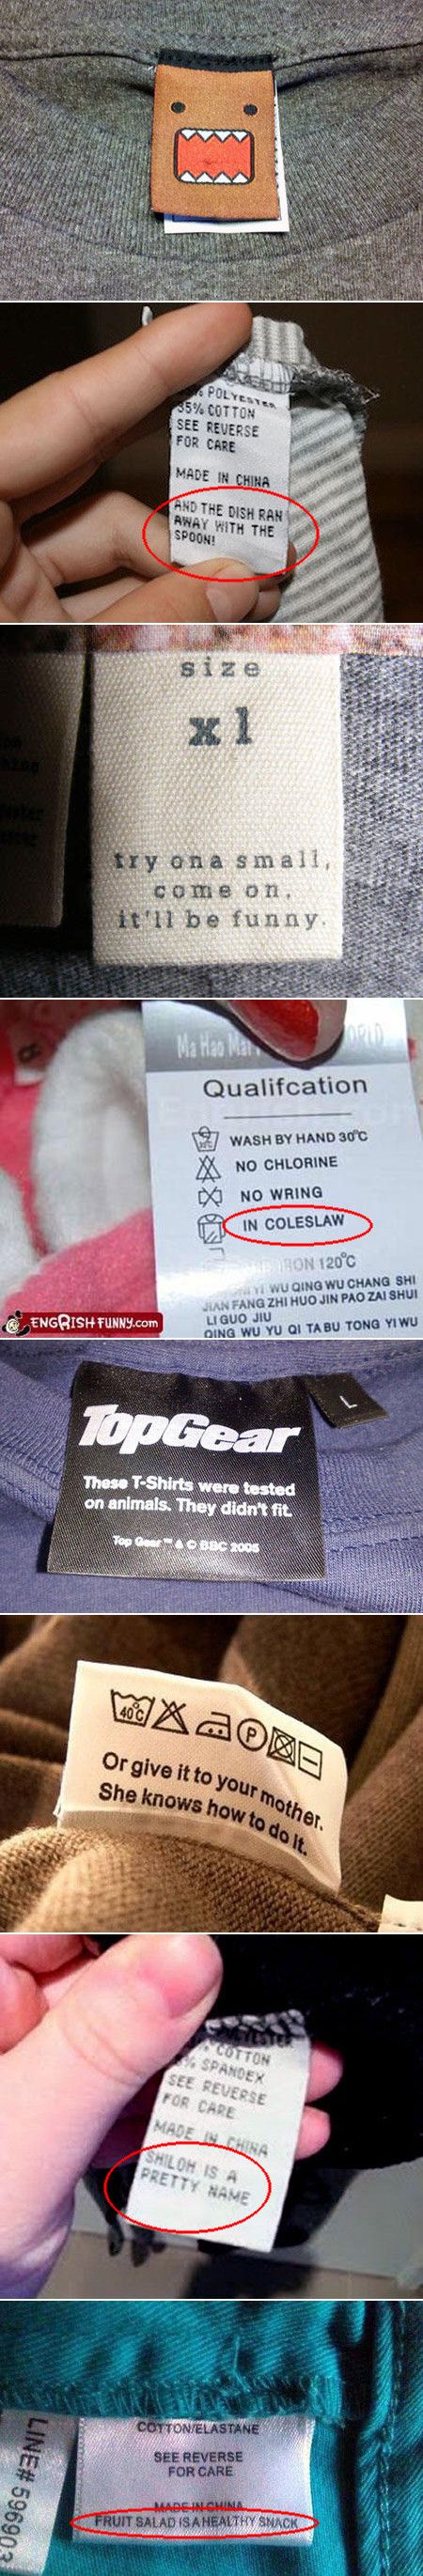 POLYESTER
35% COTTON
SEE REVERSE
FOR CARE
MADE IN CHINA
AND THE DISH RAN
AWAY WITH THE
SPOON!
size
xl
try on a small,
come on,
it'll be funny.
Ma Hao
Qualifcation
WASH BY HAND 30°C
NO CHLORINE
NO WRING
IN COLESLAW
IRON 120°C
YI WU QING WU CHANG SHI
JIAN FANG ZHI HUO JIN PAO ZAI SHUI
LI GUO JIU
QING WU YU QI TA BU TONG YI WU
ENGRISHFUNNY.com
TopGear
L
These T-Shirts were tested
on animals. They didn't fit.
Top Gear™ & © BBC 2005
40°C
P
Or give it to your mother.
She knows how to do it.
COTTON
% SPANDEX
SEE REVERSE
FOR CARE
MADE IN CHINA
SHILOH IS A
PRETTY NAME
COTTON/ELASTANE
SEE REVERSE
FOR CARE
MADE IN CHINA
FRUIT SALAD IS A HEALTHY SNACK
LINE# 596903